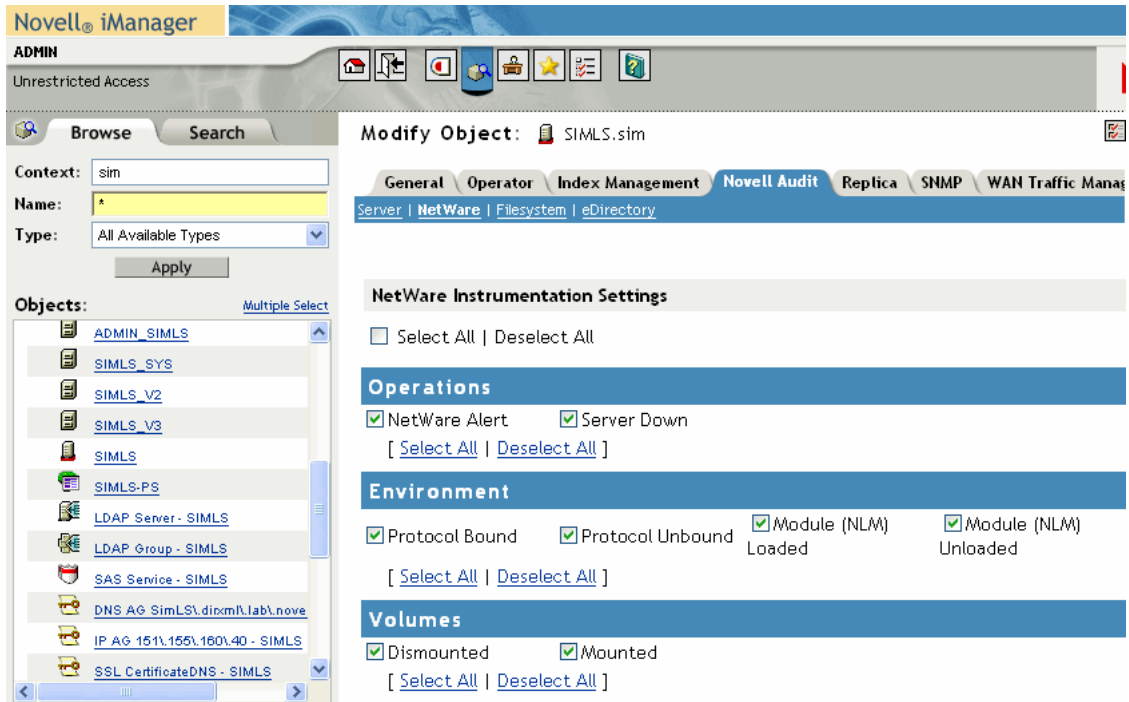 Novell® iManager
ADMIN
Unrestricted Access
Browse Search
Context: sim
Name: *
Type: All Available Types
Apply
Objects: Multiple Select
ADMIN_SIMLS
SIMLS_SYS
SIMLS_V2
SIMLS_V3
SIMLS
SIMLS-PS
LDAP Server - SIMLS
LDAP Group - SIMLS
SAS Service - SIMLS
DNS AG SimLS\.dirxml\.lab\.nove
IP AG 151\.155\.160\.40 - SIMLS
SSL CertificateDNS - SIMLS
Modify Object: SIMLS.sim
General Operator Index Management Novell Audit Replica SNMP WAN Traffic Manag
Server | NetWare | Filesystem | eDirectory
NetWare Instrumentation Settings
Select All | Deselect All
Operations
NetWare Alert Server Down
[ Select All | Deselect All ]
Environment
Protocol Bound Protocol Unbound Module (NLM) Loaded Module (NLM) Unloaded
[ Select All | Deselect All ]
Volumes
Dismounted Mounted
[ Select All | Deselect All ]